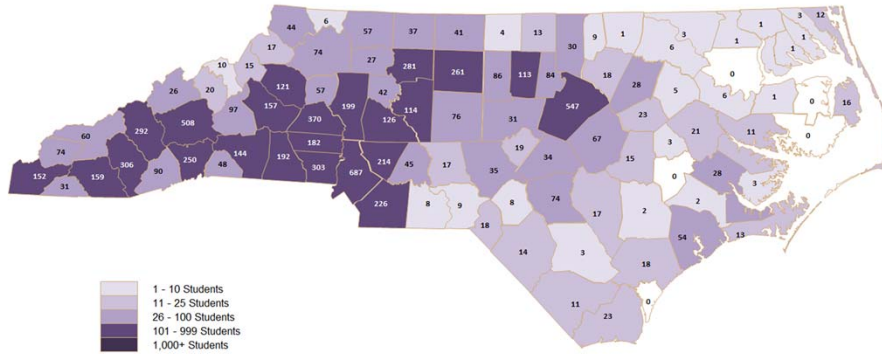 44 6 57 37 41 4 13 30 9 1 3 1 1 3 12
17 74 27 6 1 1
10 15 281 261 86 113 84 18 0
26 20 121 57 42 28 5 6 1 0 16
97 157 199 114 76 31 547 23
292 508 370 126 67 21 11 0
60 182 19 3
74 306 250 144 192 303 214 45 17 35 34 15 0 28 3
152 159 90 48 687
31 226 8 9 8 74 17 2 2
18 54 13
14 3 18
11 23 0
1 - 10 Students
11 - 25 Students
26 - 100 Students
101 - 999 Students
1,000+ Students